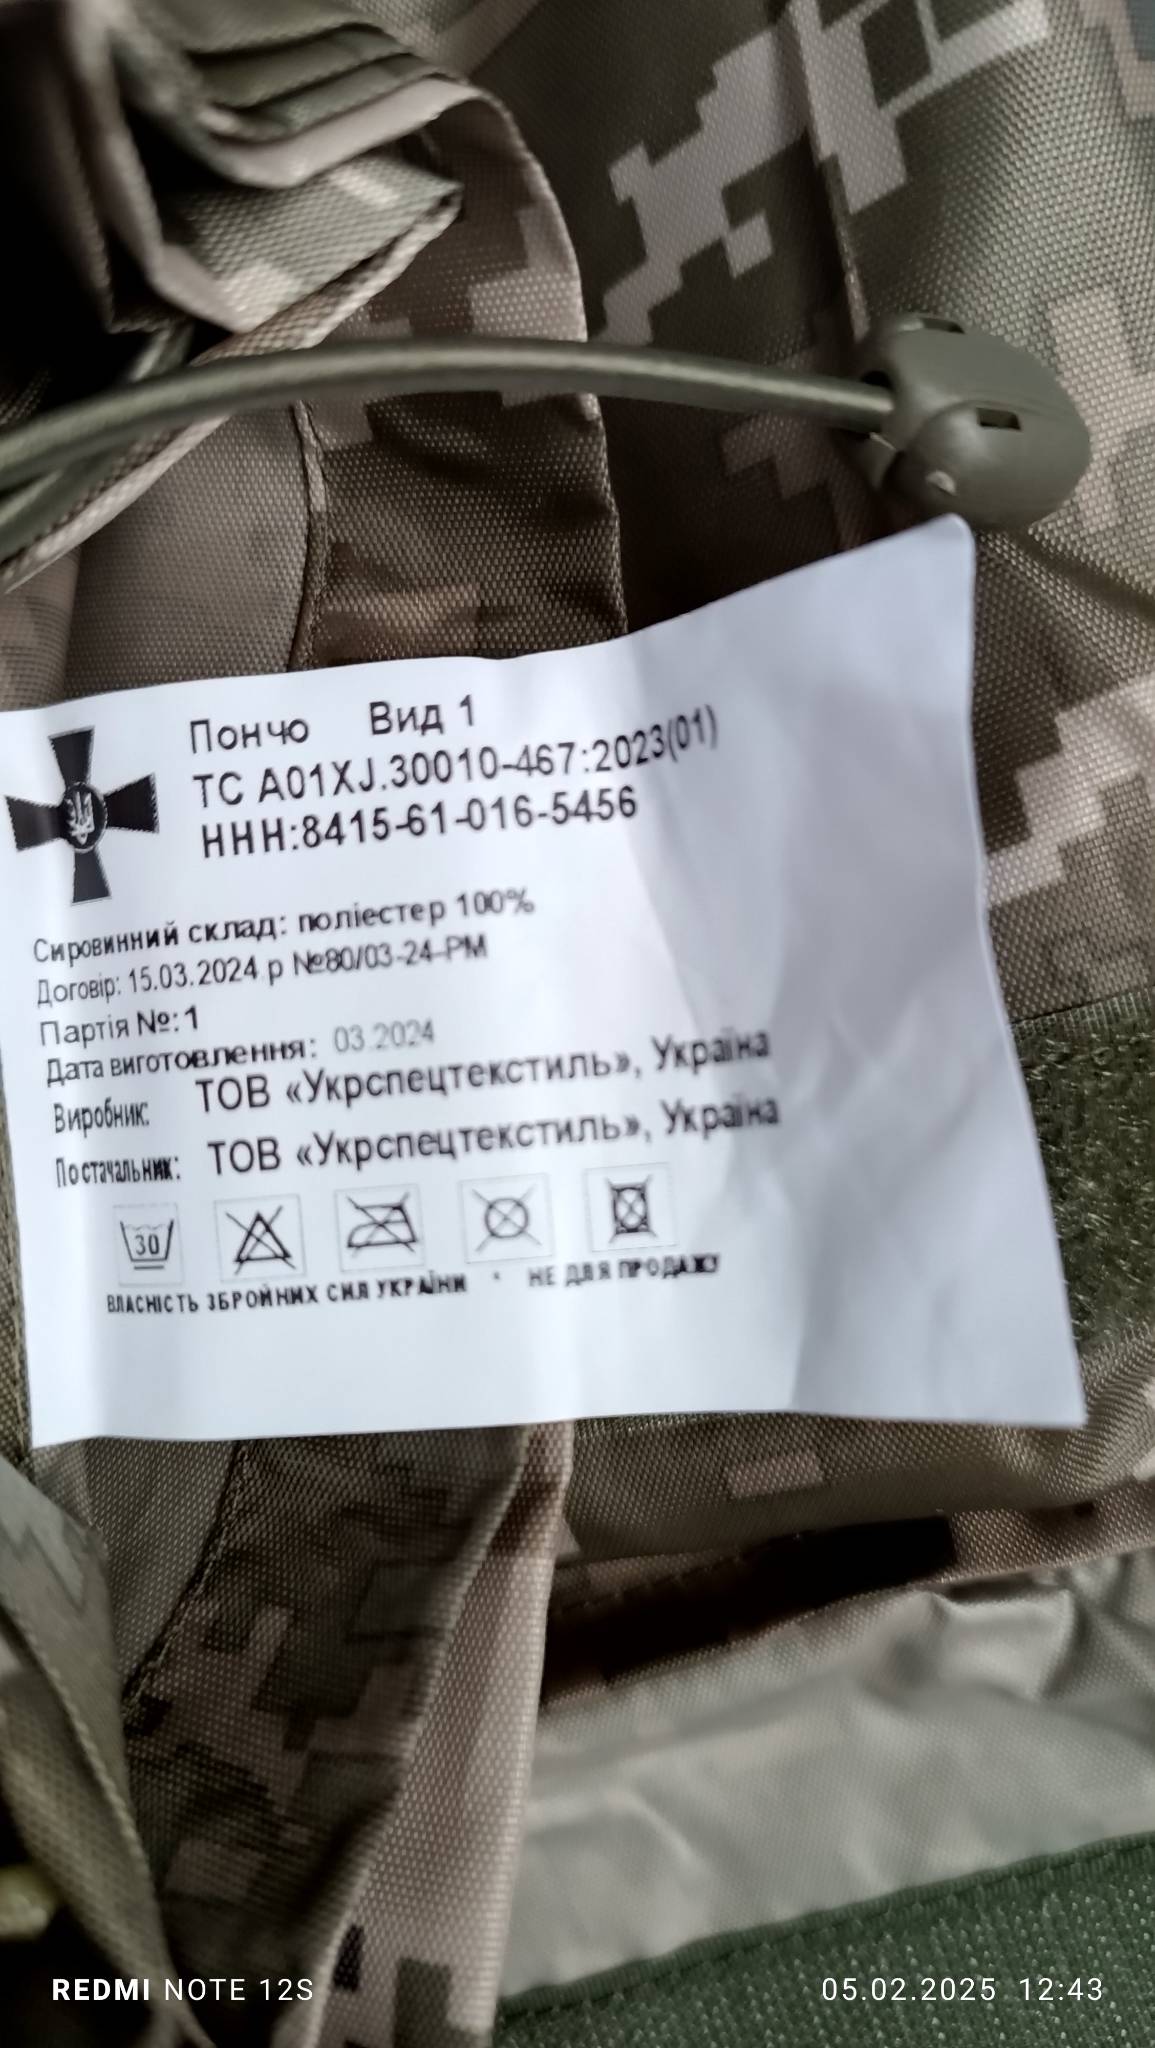 Пончо Вид 1
ТС А01XJ.30010-467:2023(01)
ННН:8415-61-016-5456
Сировинний склад: поліестер 100%
Договір: 15.03.2024 р №80/03-24-РМ
Партія №:1
Дата виготовлення: 03.2024
Виробник: ТОВ «Укрспецтекстиль», Україна
Постачальник: ТОВ «Укрспецтекстиль», Україна
30
ВЛАСНІСТЬ ЗБРОЙНИХ СИЛ УКРАЇНИ * НЕ ДЛЯ ПРОДАЖУ
REDMI NOTE 12S 05.02.2025 12:43